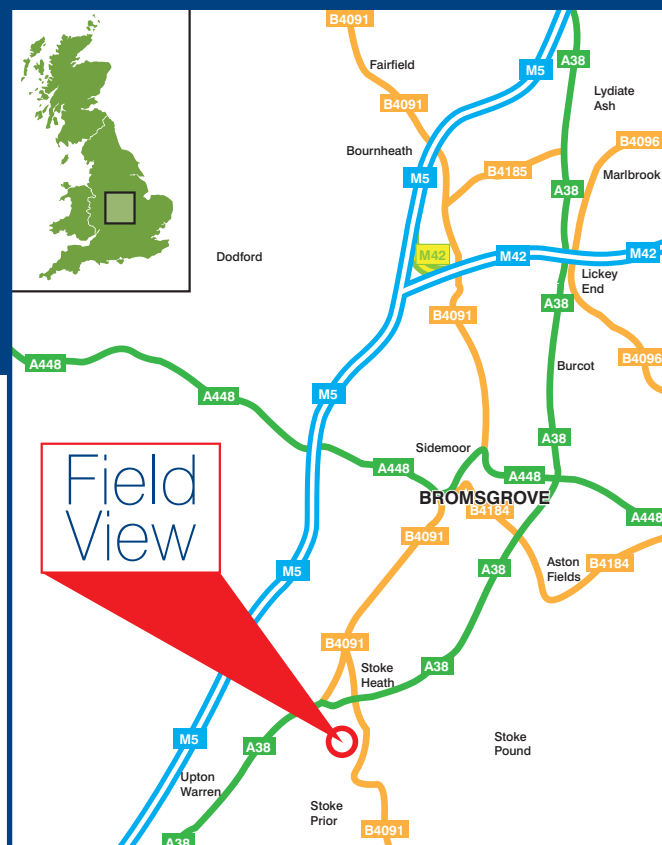 B4091
Fairfield
M5
A38
Lydiate
Ash
B4091
B4096
Bournheath
M5
B4185
Marlbrook
A38
Dodford
M42
M42
M42
Lickey
End
A38
B4091
A448
B4096
Burcot
A448
M5
A38
Sidemoor
A448
A448
Field
View
BROMSGROVE
B4184
A448
B4091
M5
A38
Aston
Fields
B4184
B4091
Stoke
Heath
A38
M5
A38
Stoke
Pound
Upton
Warren
Stoke
Prior
B4091
A38